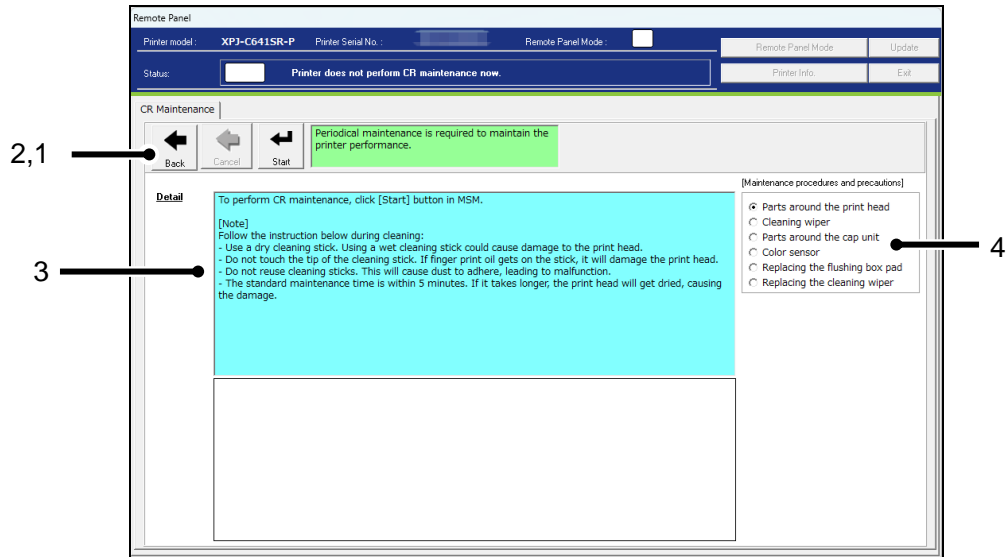 Remote Panel
Printer model : XPJ-C641SR-P Printer Serial No. : Remote Panel Mode :
Remote Panel Mode Update
Status: Printer does not perform CR maintenance now.
Printer Info. Exit
CR Maintenance
Back Cancel Start
Periodical maintenance is required to maintain the
printer performance.
2,1
[Maintenance procedures and precautions]
Detail
To perform CR maintenance, click [Start] button in MSM.
[Note]
Follow the instruction below during cleaning:
- Use a dry cleaning stick. Using a wet cleaning stick could cause damage to the print head.
- Do not touch the tip of the cleaning stick. If finger print oil gets on the stick, it will damage the print head.
- Do not reuse cleaning sticks. This will cause dust to adhere, leading to malfunction.
- The standard maintenance time is within 5 minutes. If it takes longer, the print head will get dried, causing
the damage.
3
Parts around the print head
Cleaning wiper
Parts around the cap unit
Color sensor
Replacing the flushing box pad
Replacing the cleaning wiper
4